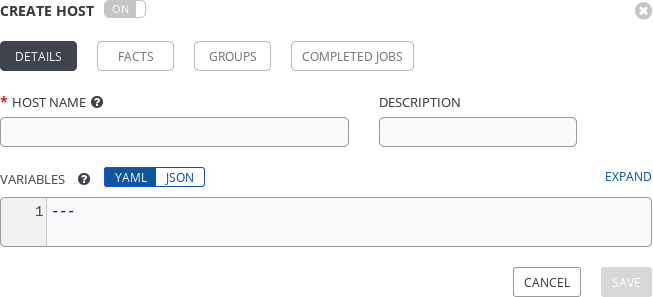 CREATE HOST ON
DETAILS FACTS GROUPS COMPLETED JOBS
* HOST NAME ? DESCRIPTION
VARIABLES ? YAML JSON EXPAND
1 ---
CANCEL SAVE